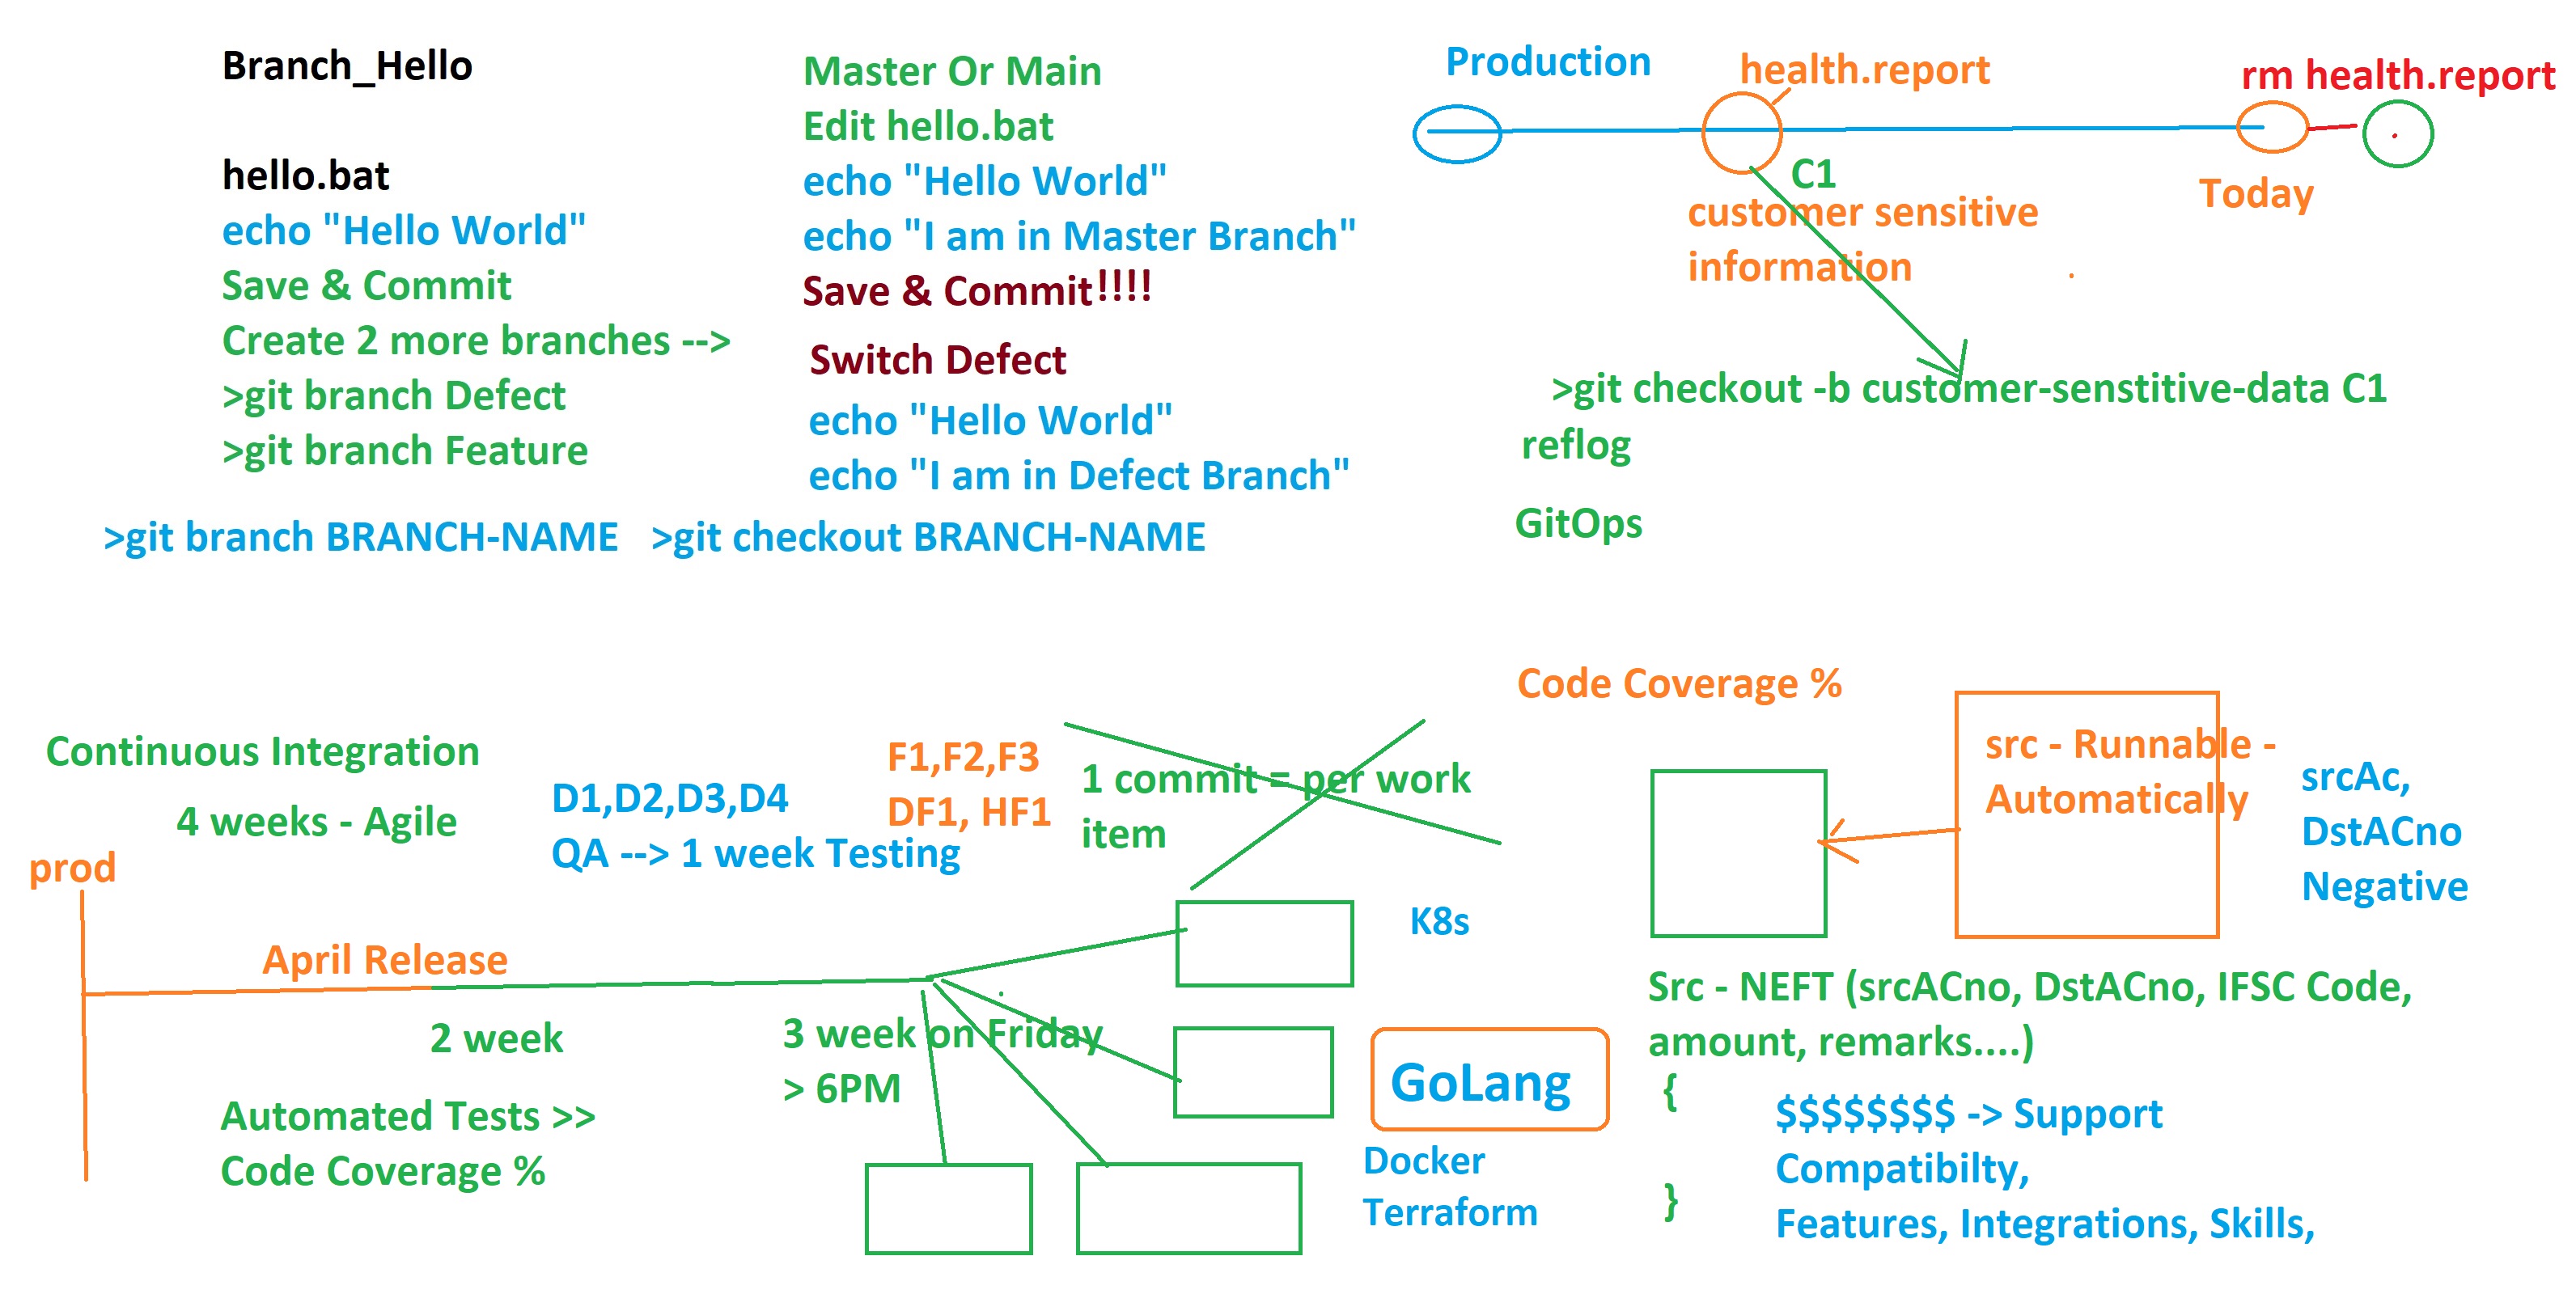 Branch_Hello
hello.bat
echo "Hello World"
Save & Commit
Create 2 more branches -->
>git branch Defect
>git branch Feature
>git branch BRANCH-NAME
Master Or Main
Edit hello.bat
echo "Hello World"
echo "I am in Master Branch"
Save & Commit!!!!
Switch Defect
echo "Hello World"
echo "I am in Defect Branch"
>git checkout BRANCH-NAME
Production
health.report
rm health.report
C1
customer sensitive
information
Today
>git checkout -b customer-senstitive-data C1
reflog
GitOps
Continuous Integration
4 weeks - Agile
prod
April Release
2 week
Automated Tests >>
Code Coverage %
D1,D2,D3,D4
QA --> 1 week Testing
F1,F2,F3
DF1, HF1
1 commit = per work
item
3 week on Friday
> 6PM
K8s
GoLang
Docker
Terraform
Code Coverage %
src - Runnable -
Automatically
srcAc,
DstACno
Negative
Src - NEFT (srcACno, DstACno, IFSC Code,
amount, remarks....)
{
$$$$$$$$ -> Support
Compatibilty,
}
Features, Integrations, Skills,